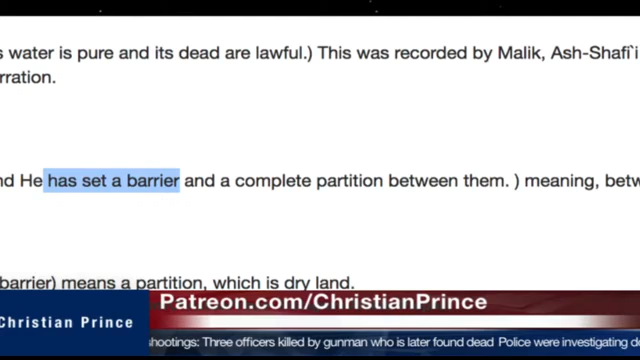 s water is pure and its dead are lawful.) This was recorded by Malik, Ash-Shafi`i
rration.
nd He has set a barrier and a complete partition between them. ) meaning, betw
barrier) means a partition, which is dry land.
Patreon.com/ChristianPrince
Christian Prince
shootings: Three officers killed by gunman who is later found dead Police were investigating d